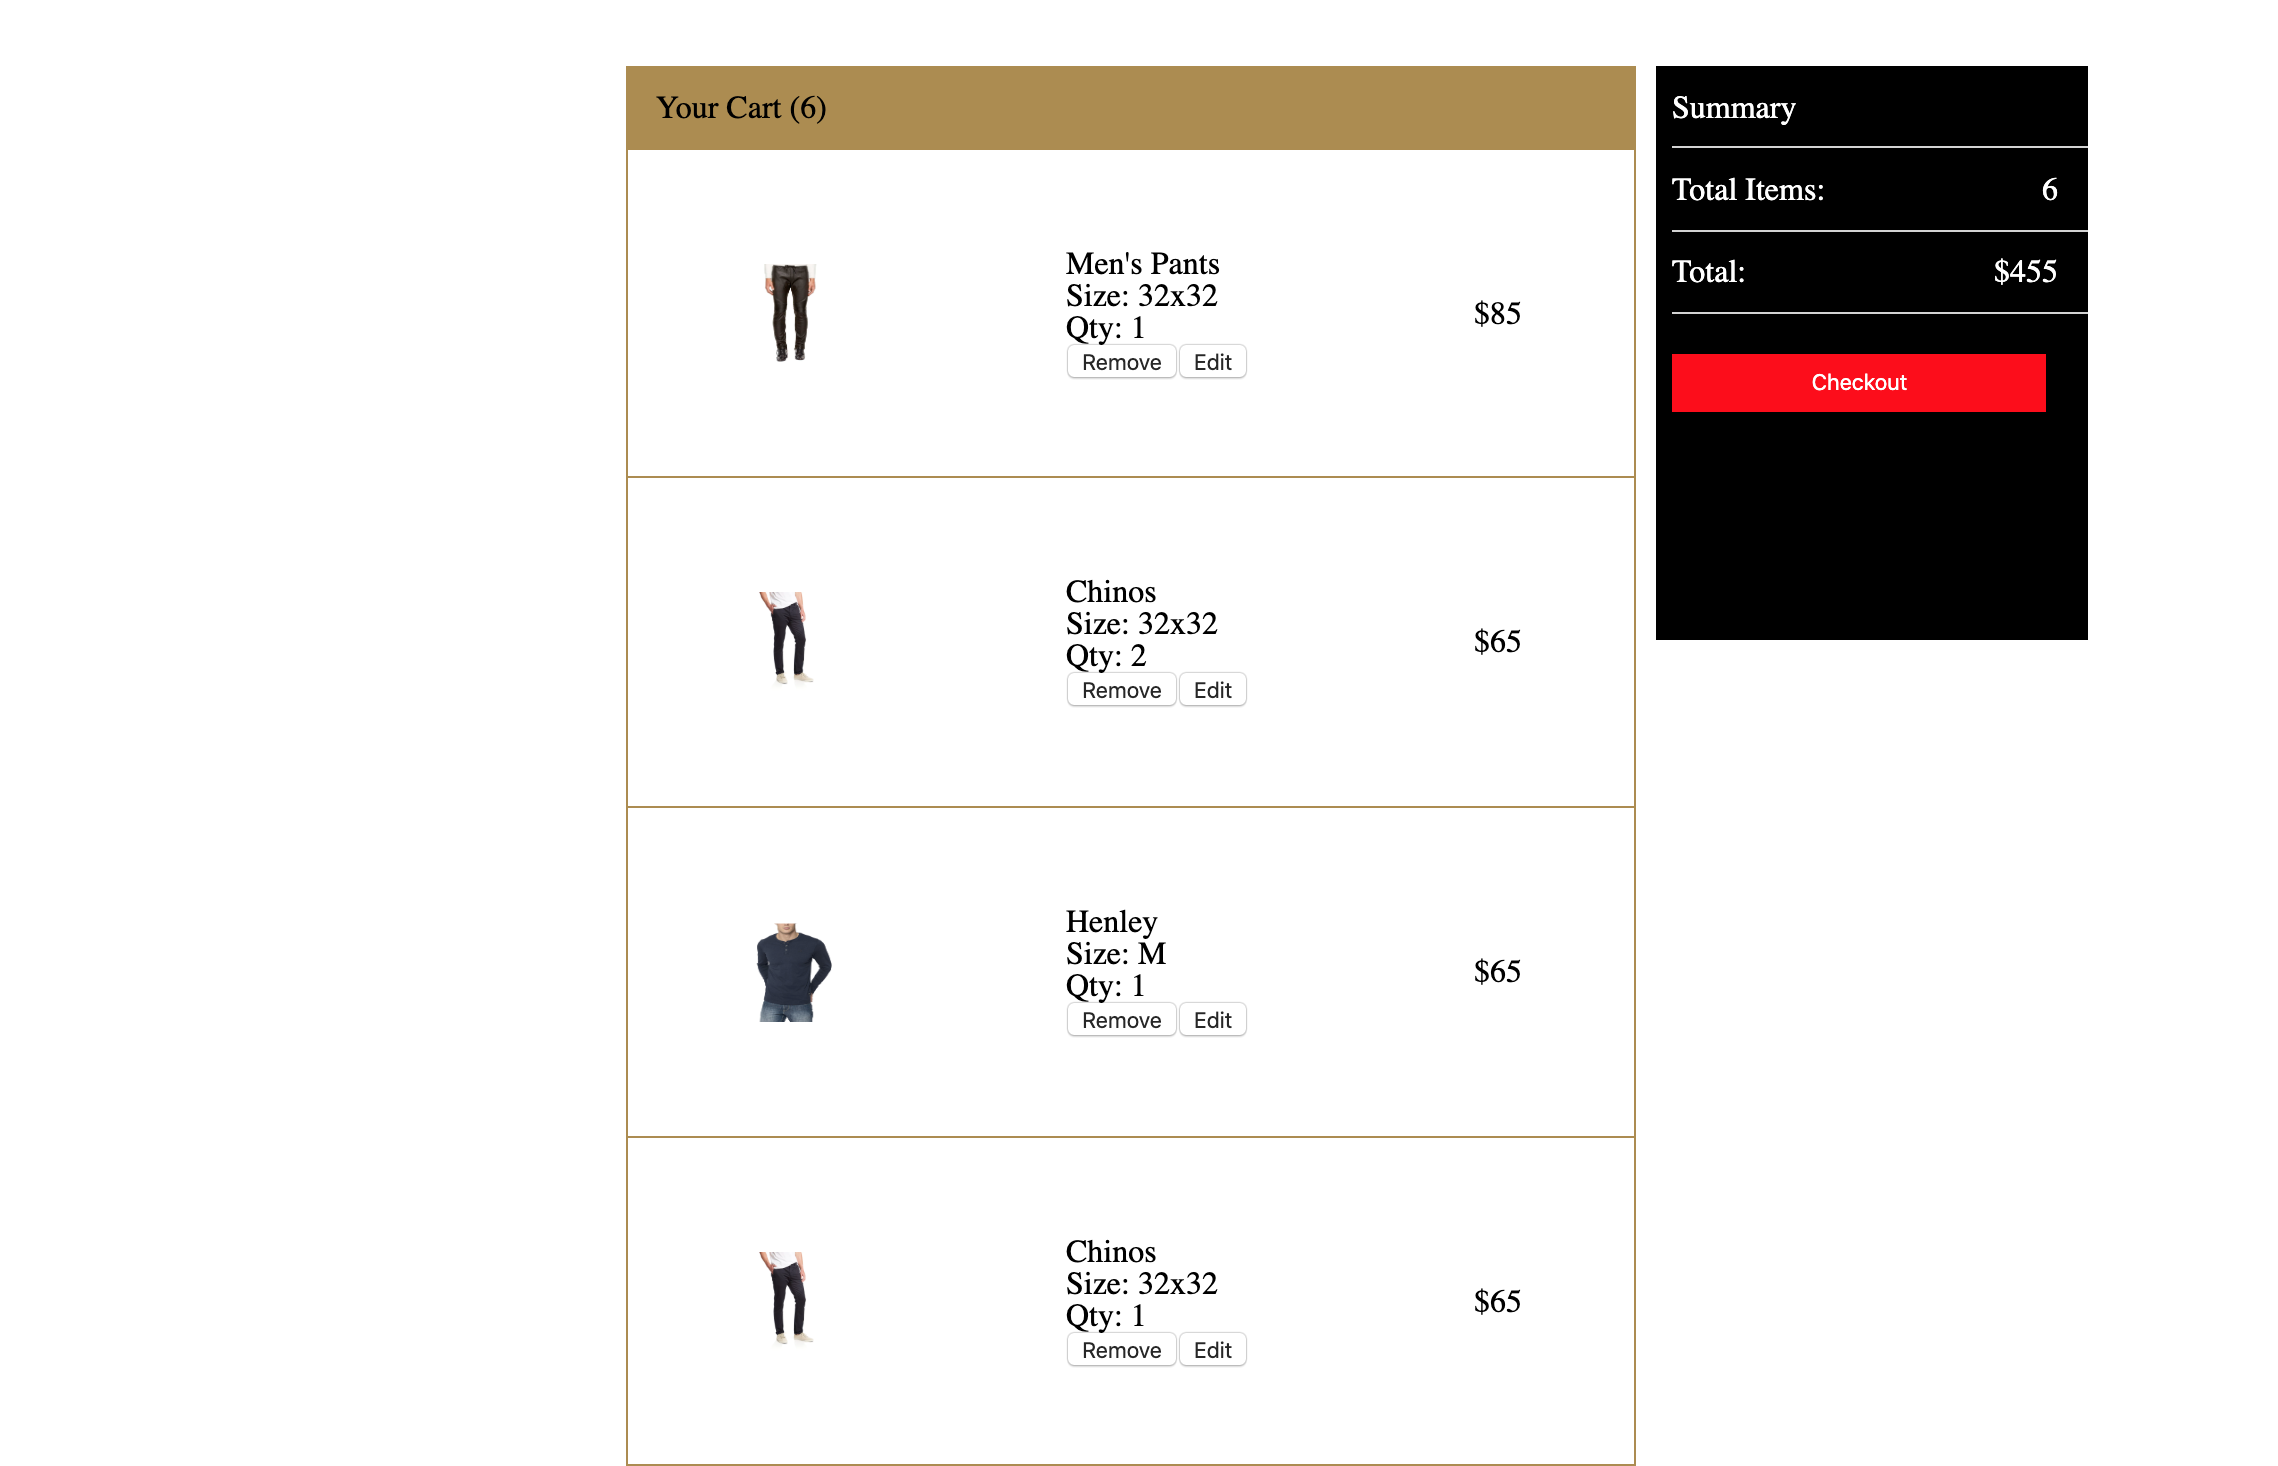 Your Cart (6)
Men's Pants
Size: 32x32
Qty: 1
Remove Edit
$85
Chinos
Size: 32x32
Qty: 2
Remove Edit
$65
Henley
Size: M
Qty: 1
Remove Edit
$65
Chinos
Size: 32x32
Qty: 1
Remove Edit
$65
Summary
Total Items: 6
Total: $455
Checkout